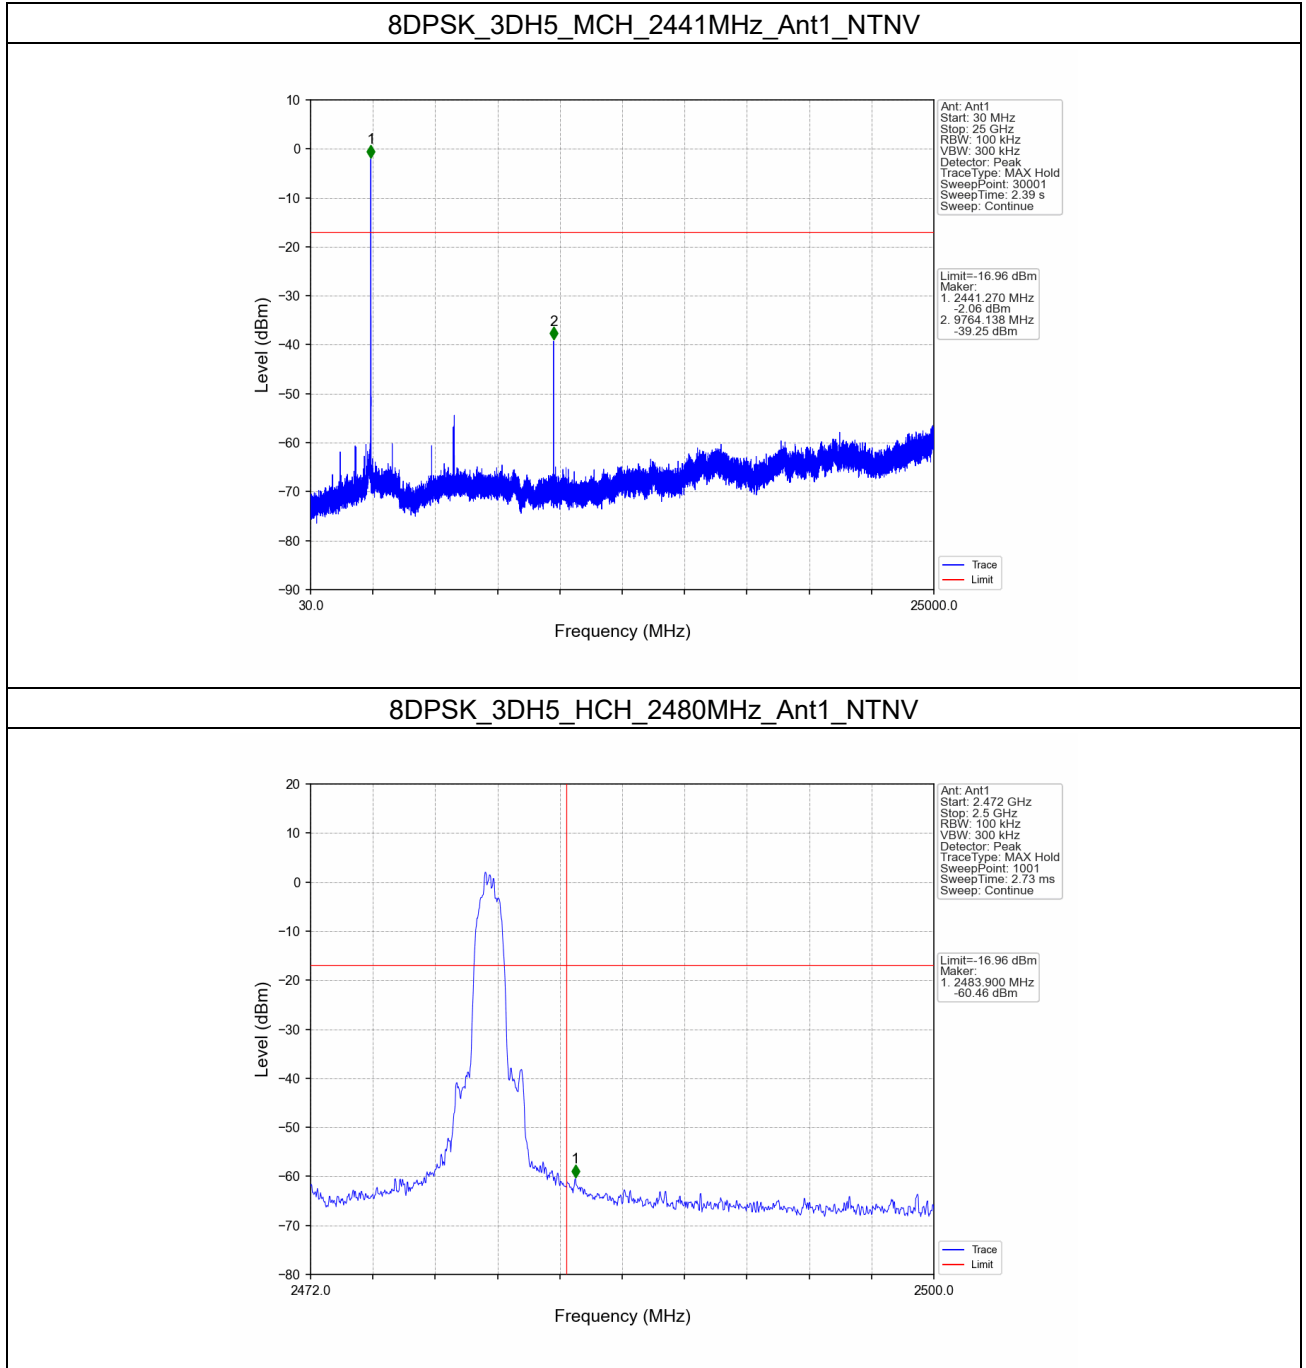 8DPSK_3DH5_MCH_2441MHz_Ant1_NTNV
10
0
−10
−20
−30
−40
−50
−60
−70
−80
−90
Level (dBm)
1
2
30.0
25000.0
Frequency (MHz)
Ant: Ant1
Start: 30 MHz
Stop: 25 GHz
RBW: 100 kHz
VBW: 300 kHz
Detector: Peak
TraceType: MAX Hold
SweepPoint: 30001
SweepTime: 2.39 s
Sweep: Continue
Limit=-16.96 dBm
Maker:
1. 2441.270 MHz
-2.06 dBm
2. 9764.138 MHz
-39.25 dBm
Trace
Limit
8DPSK_3DH5_HCH_2480MHz_Ant1_NTNV
20
10
0
−10
−20
−30
−40
−50
−60
−70
−80
Level (dBm)
1
2472.0
2500.0
Frequency (MHz)
Ant: Ant1
Start: 2.472 GHz
Stop: 2.5 GHz
RBW: 100 kHz
VBW: 300 kHz
Detector: Peak
TraceType: MAX Hold
SweepPoint: 1001
SweepTime: 2.73 ms
Sweep: Continue
Limit=-16.96 dBm
Maker:
1. 2483.900 MHz
-60.46 dBm
Trace
Limit